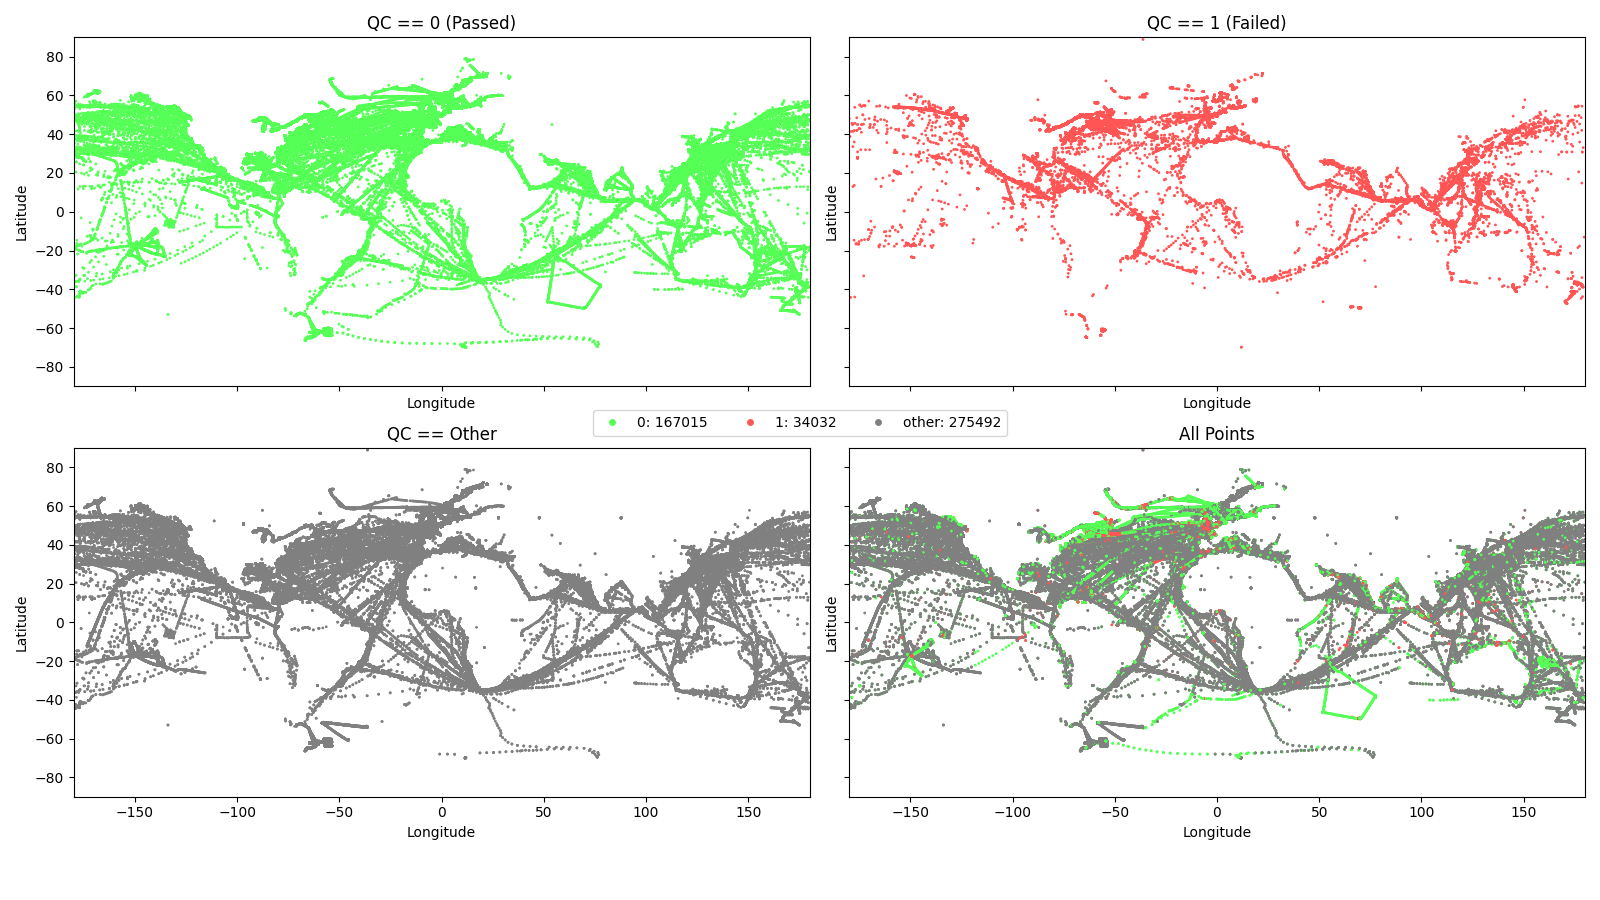 QC == 0 (Passed)
QC == 1 (Failed)
80
60
40
20
0
−20
−40
−60
−80
Latitude
Latitude
Longitude
Longitude
0: 167015 1: 34032 other: 275492
QC == Other
All Points
80
60
40
20
0
−20
−40
−60
−80
Latitude
Latitude
−150 −100 −50 0 50 100 150
−150 −100 −50 0 50 100 150
Longitude
Longitude